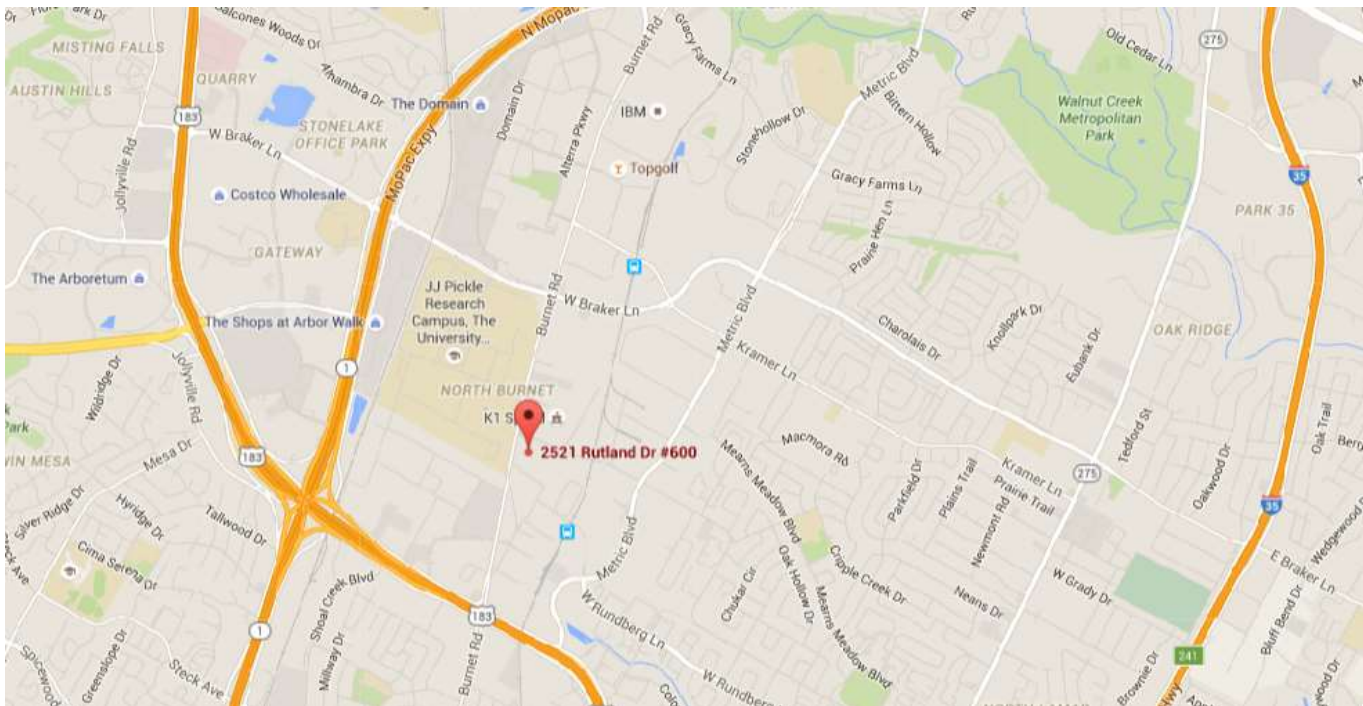 Balcones Woods Dr
N Mopac
Burnet Rd
Gracy Farms Ln
Old Cedar Ln
275
MISTING FALLS
QUARRY
Alhambra Dr
AUSTIN HILLS
183
The Domain
Domain Dr
IBM
Metric Blvd
Bittern Hollow
Walnut Creek
Metropolitan
Park
STONELAKE
OFFICE PARK
W Braker Ln
MoPac Expy
Alterra Pkwy
Stonehollow Dr
Topgolf
Jollyville Rd
Costco Wholesale
Gracy Farms Ln
35
PARK 35
Prairie Hen Ln
GATEWAY
The Arboretum
JJ Pickle
Research
Campus, The
University...
Burnet Rd
W Braker Ln
Metric Blvd
The Shops at Arbor Walk
Charolais Dr
Knollpark Dr
OAK RIDGE
Eubank Dr
Kramer Ln
1
Jollyville Rd
Wildridge Dr
NORTH BURNET
2521 Rutland Dr #600
Park
Mesa Dr
183
Macmora Rd
Mearns Meadow Blvd
Parkfield Dr
Plains Trail
Kramer Ln
Prairie Trail
Newmont Rd
275
Tedford St
Oakwood Dr
Oak Trail
35
Wedgewood
Silver Ridge Dr
Hyridge Dr
Tallwood Dr
Steck Ave
Cima Serena Dr
Metric Blvd
Oak Hollow Dr
Cripple Creek Dr
Chukar Cir
Mearns Meadow Blvd
Neans Dr
W Grady Dr
E Braker Ln
Bluff Bend Dr
Shoal Creek Blvd
183
W Rundberg Ln
1
Greenslope Dr
Steck Ave
Millway Dr
Burnet Rd
W Rundberg
241
Brownie Dr
Spicewood
Hwy